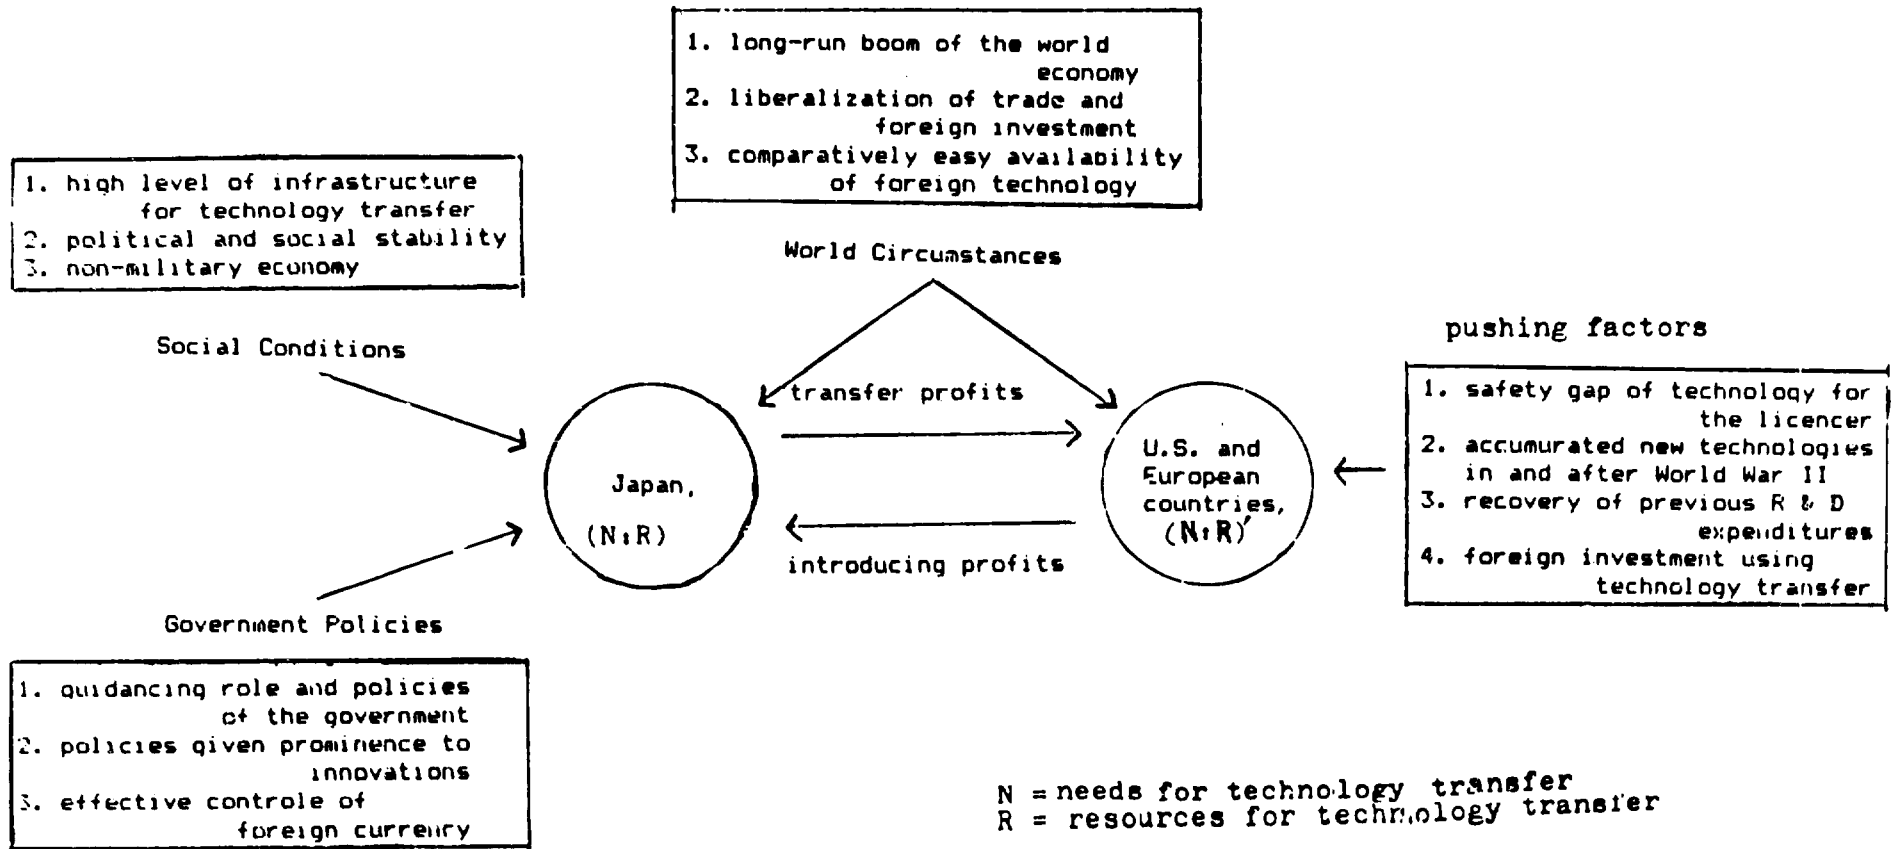 1. long-run boom of the world
economy
2. liberalization of trade and
foreign investment
3. comparatively easy availability
of foreign technology
World Circumstances
1. high level of infrastructure
for technology transfer
2. political and social stability
3. non-military economy
Social Conditions
pushing factors
1. safety gap of technology for
the licencer
2. accumurated new technologies
in and after World War II
3. recovery of previous R & D
expenditures
4. foreign investment using
technology transfer
transfer profits
Japan,
(N:R)
U.S. and
European
countries,
(N:R)′
introducing profits
Government Policies
1. guidancing role and policies
of the government
2. policies given prominence to
innovations
3. effective controle of
foreign currency
N = needs for technology transfer
R = resources for technology transfer